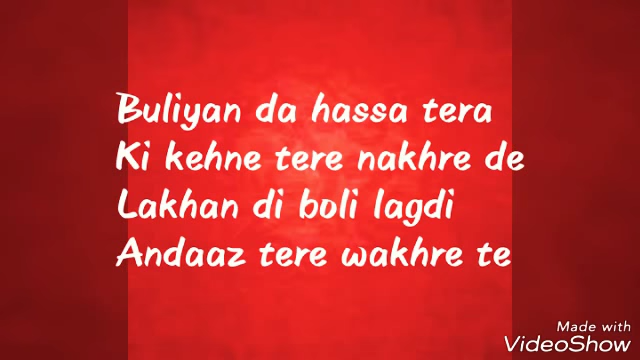 Buliyan da hassa tera
Ki kehne tere nakhre de
Lakhan di boli lagdi
Andaaz tere wakhre te
Made with
VideoShow